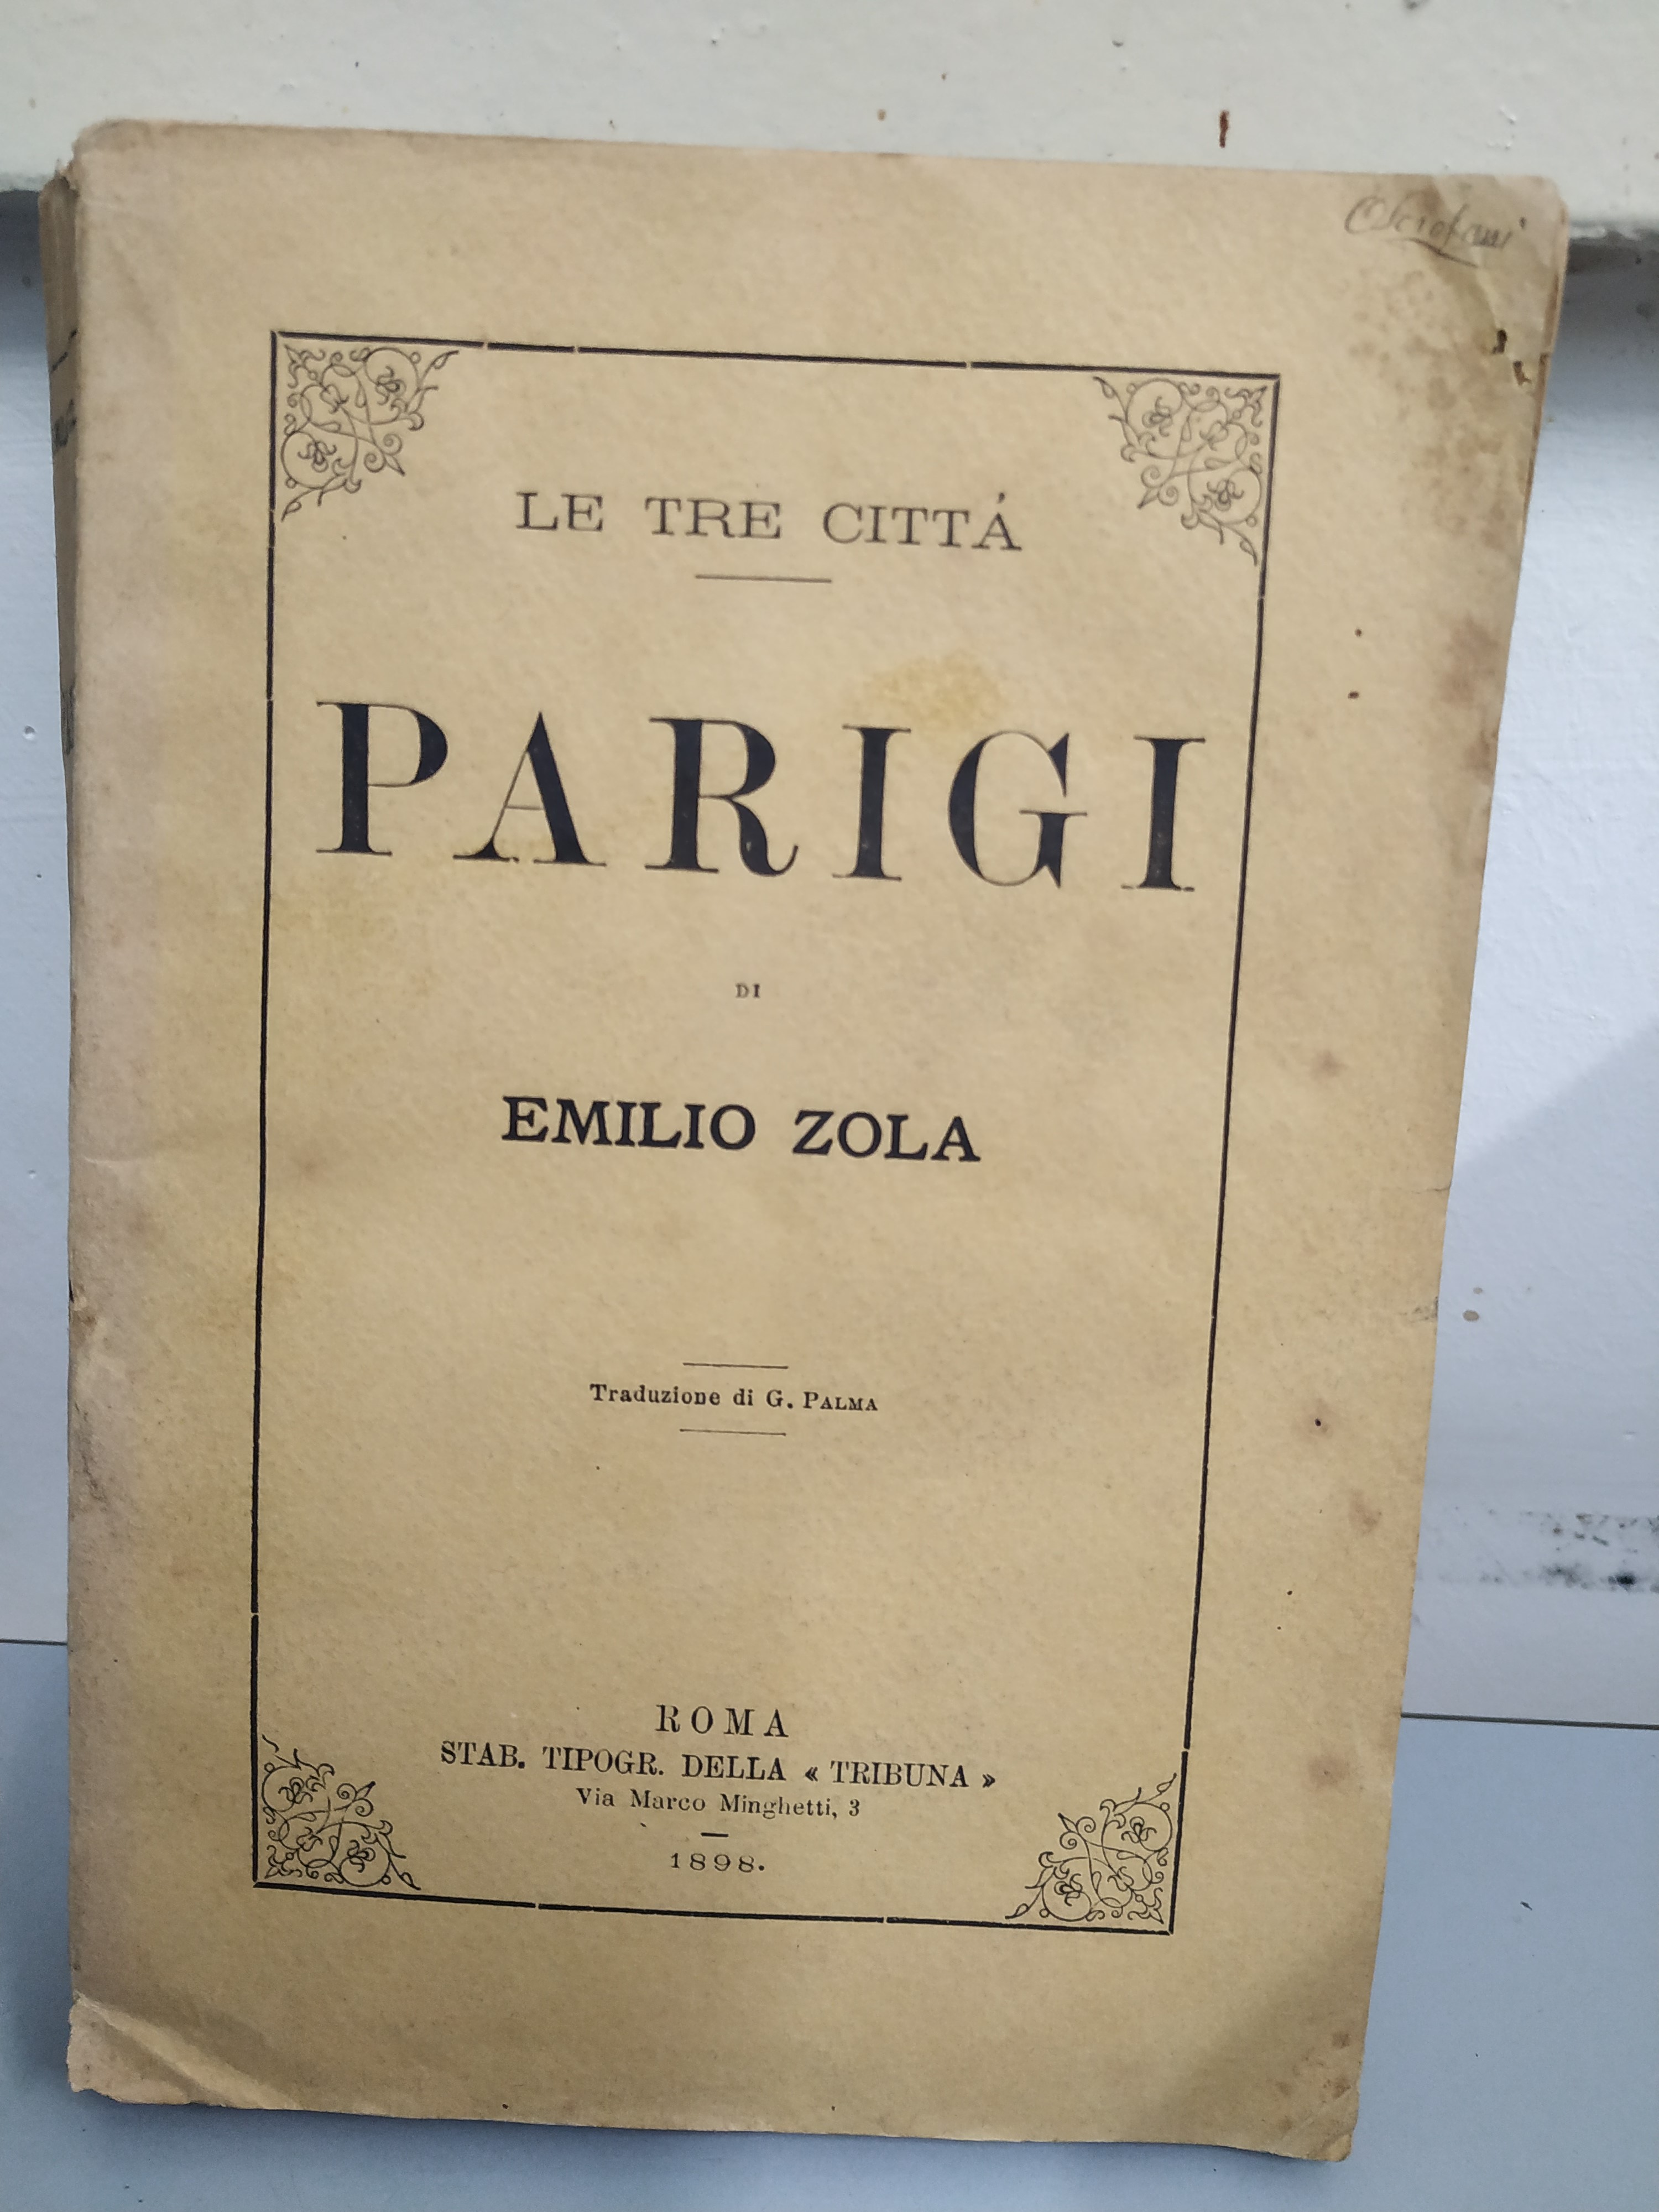 LE TRE CITTÁ
PARIGI
DI
EMILIO ZOLA
Traduzione di G. PALMA
ROMA
STAB. TIPOGR. DELLA « TRIBUNA »
Via Marco Minghetti, 3
1898.